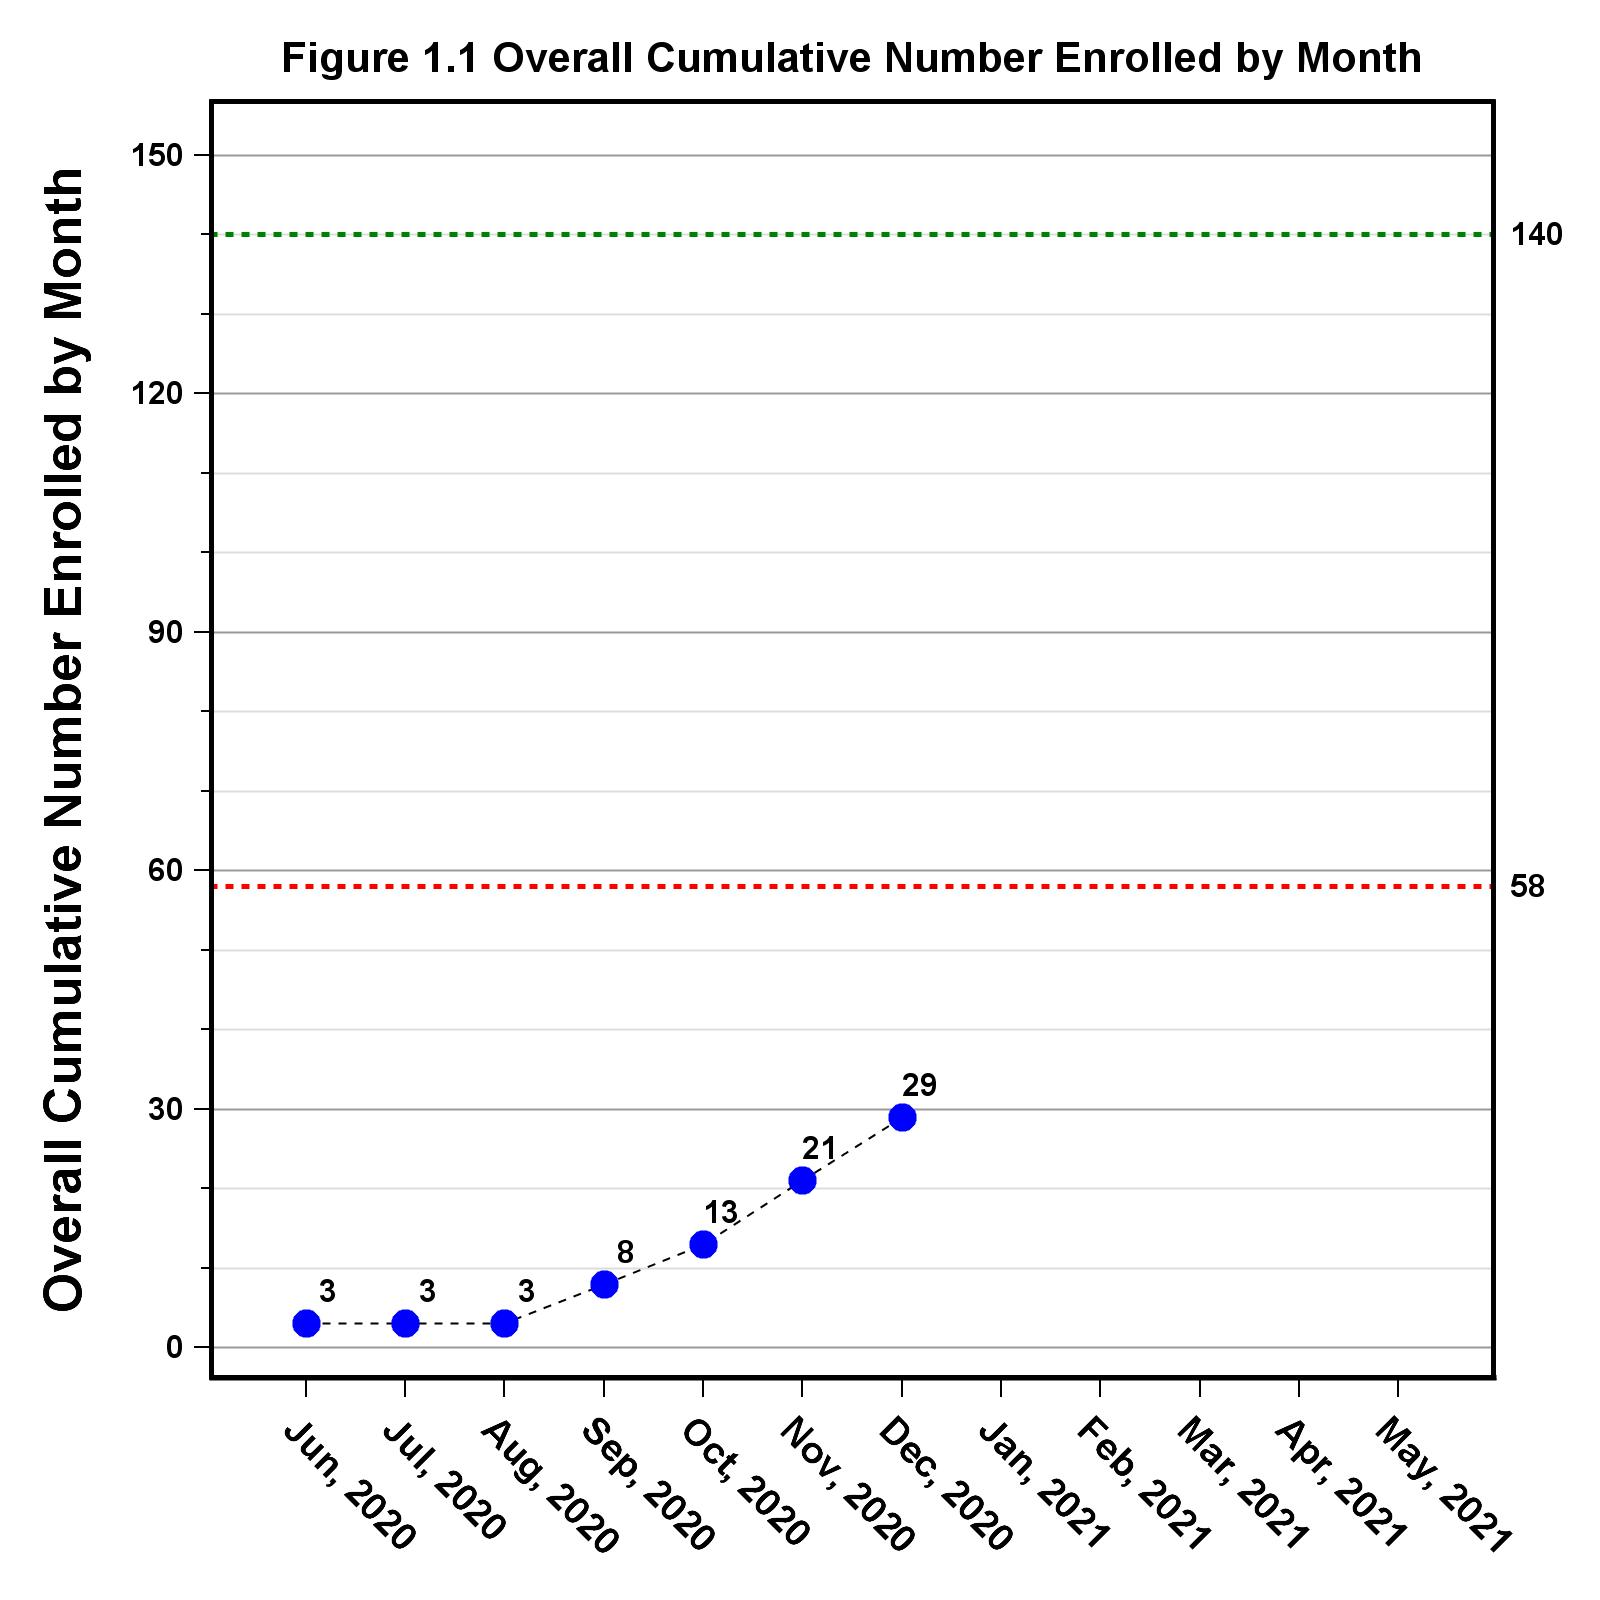 Figure 1.1 Overall Cumulative Number Enrolled by Month
Overall Cumulative Number Enrolled by Month
150
140
120
90
60
58
30
0
29
21
13
8
3
3
3
Jun, 2020
Jul, 2020
Aug, 2020
Sep, 2020
Oct, 2020
Nov, 2020
Dec, 2020
Jan, 2021
Feb, 2021
Mar, 2021
Apr, 2021
May, 2021